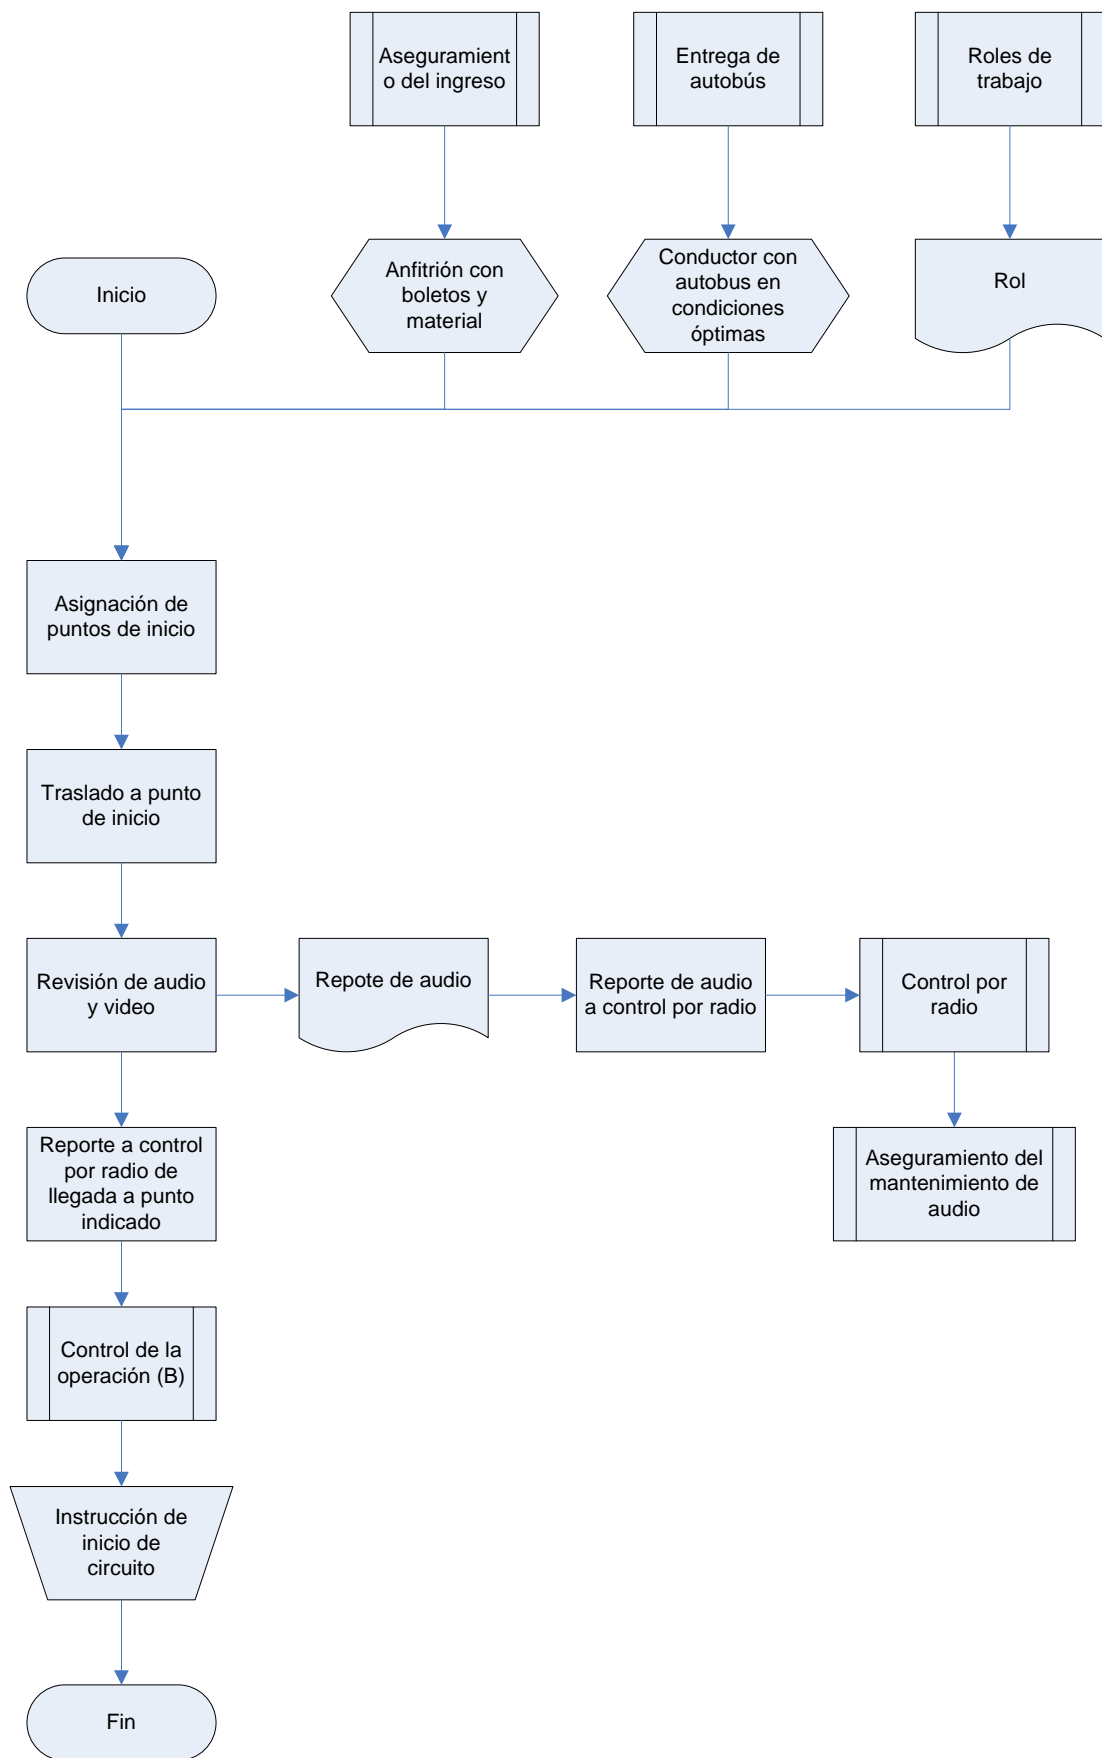 Aseguramient
o del ingreso
Entrega de
autobús
Roles de
trabajo
Inicio
Anfitrión con
boletos y
material
Conductor con
autobus en
condiciones
óptimas
Rol
Asignación de
puntos de inicio
Traslado a punto
de inicio
Revisión de audio
y video
Repote de audio
Reporte de audio
a control por radio
Control por
radio
Reporte a control
por radio de
llegada a punto
indicado
Aseguramiento del
mantenimiento de
audio
Control de la
operación (B)
Instrucción de
inicio de
circuito
Fin